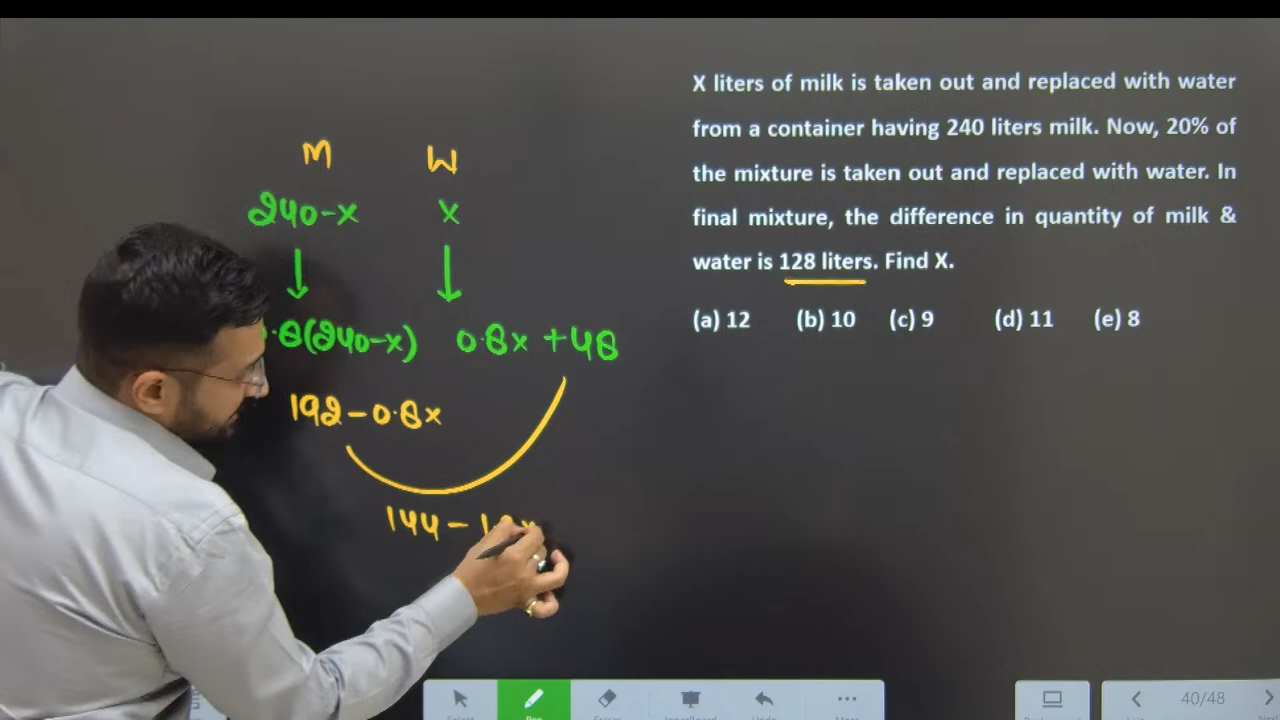 X liters of milk is taken out and replaced with water
from a container having 240 liters milk. Now, 20% of
the mixture is taken out and replaced with water. In
final mixture, the difference in quantity of milk &
water is 128 liters. Find X.
(a) 12 (b) 10 (c) 9 (d) 11 (e) 8
M W
240-x x
·8(240-x) 0.8x +48
192-0.8x
144-
40/48